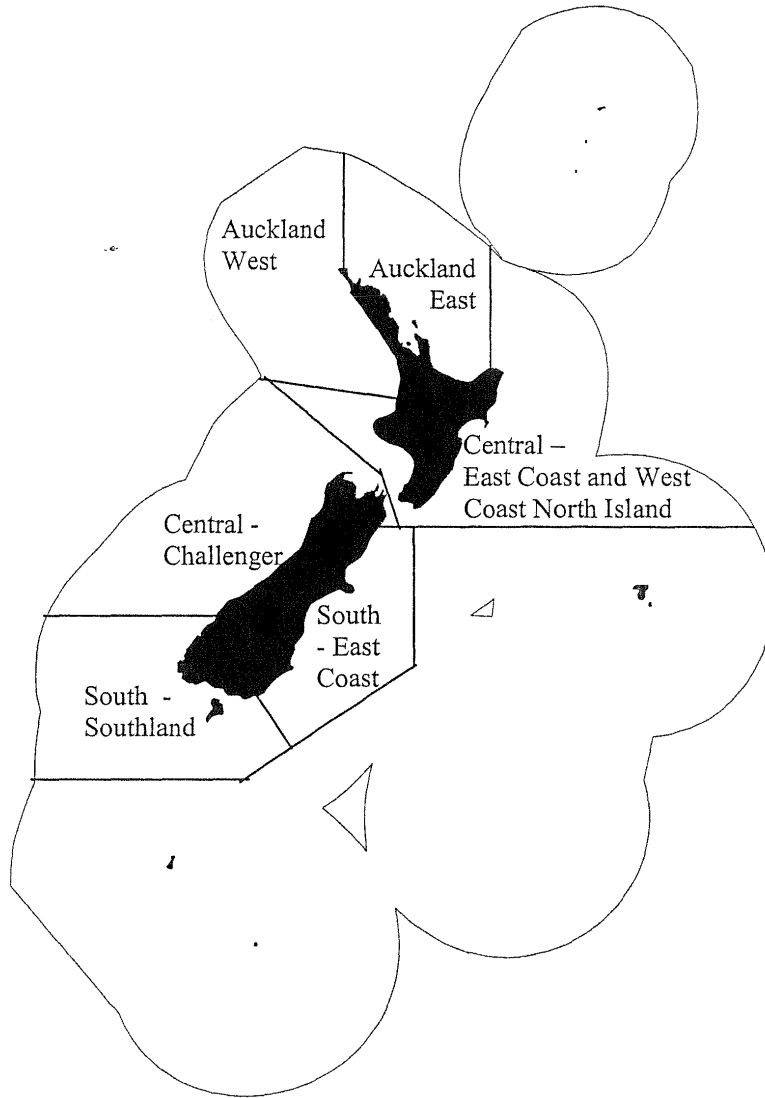 Auckland
West
Auckland
East
Central –
East Coast and West
Coast North Island
Central -
Challenger
South
- East
Coast
South -
Southland